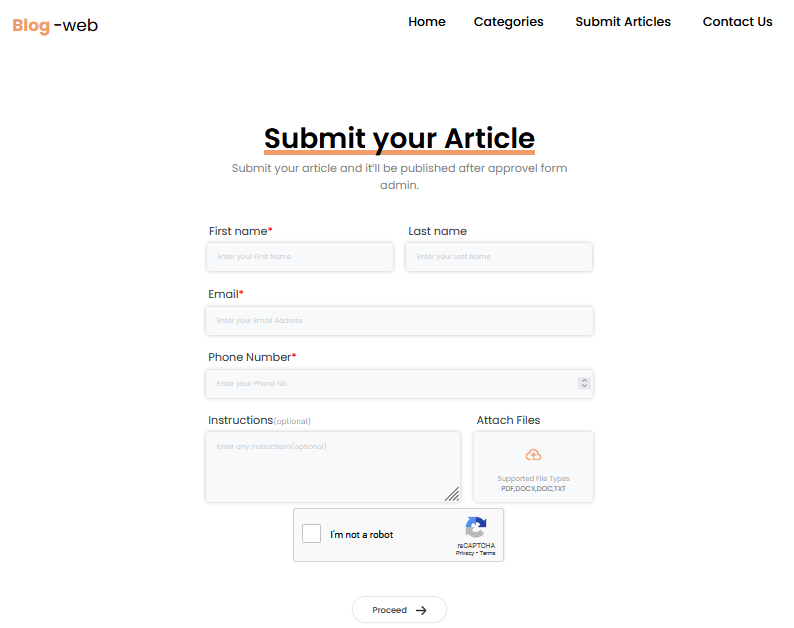 Blog -web
Home Categories Submit Articles Contact Us
Submit your Article
Submit your article and it'll be published after approvel form
admin.
First name* Last name
Enter your First Name Enter your Last Name
Email*
Enter your Email Address
Phone Number*
Enter your Phone No.
Instructions(optional) Attach Files
Enter any instructions(optional)
Supported File Types
PDF,DOCX,DOC,TXT
I'm not a robot
reCAPTCHA
Privacy - Terms
Proceed